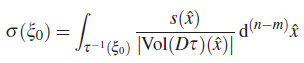 σ(ξ₀) = ∫_{τ⁻¹(ξ₀)} s(x̂) / |Vol(Dτ)(x̂)| d^{(n−m)} x̂